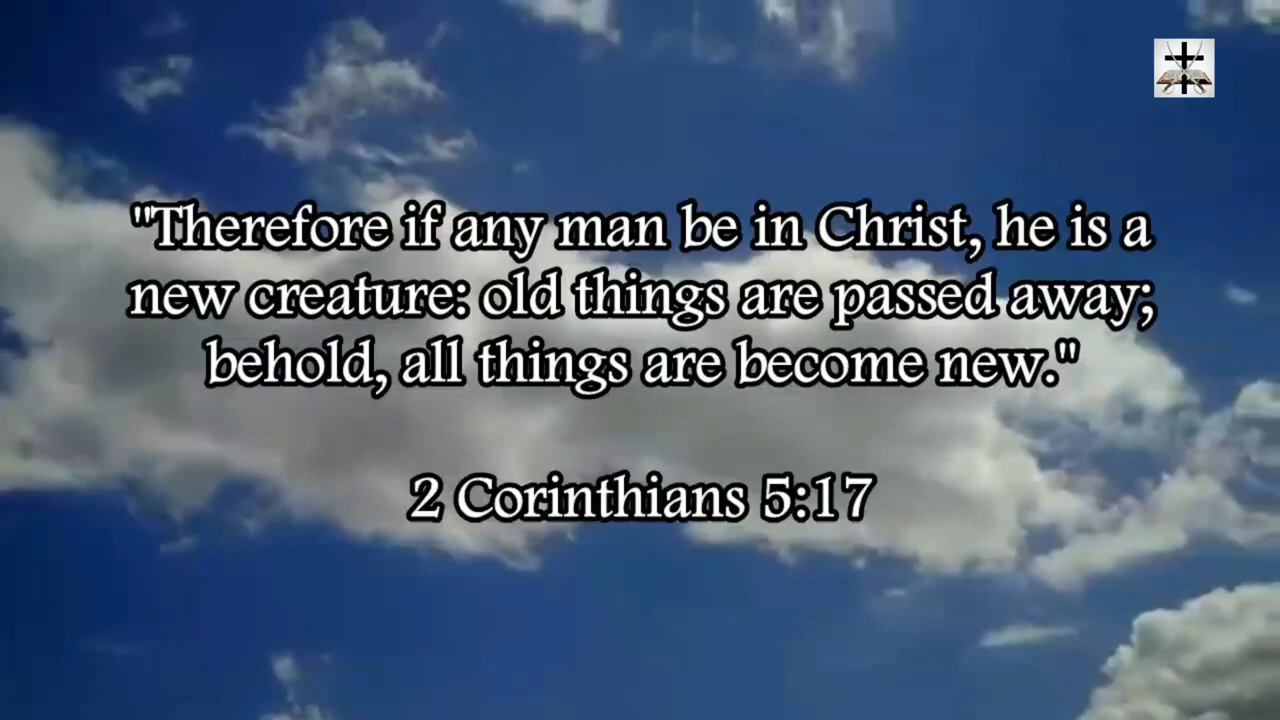 "Therefore if any man be in Christ, he is a
new creature: old things are passed away;
behold, all things are become new."
2 Corinthians 5:17